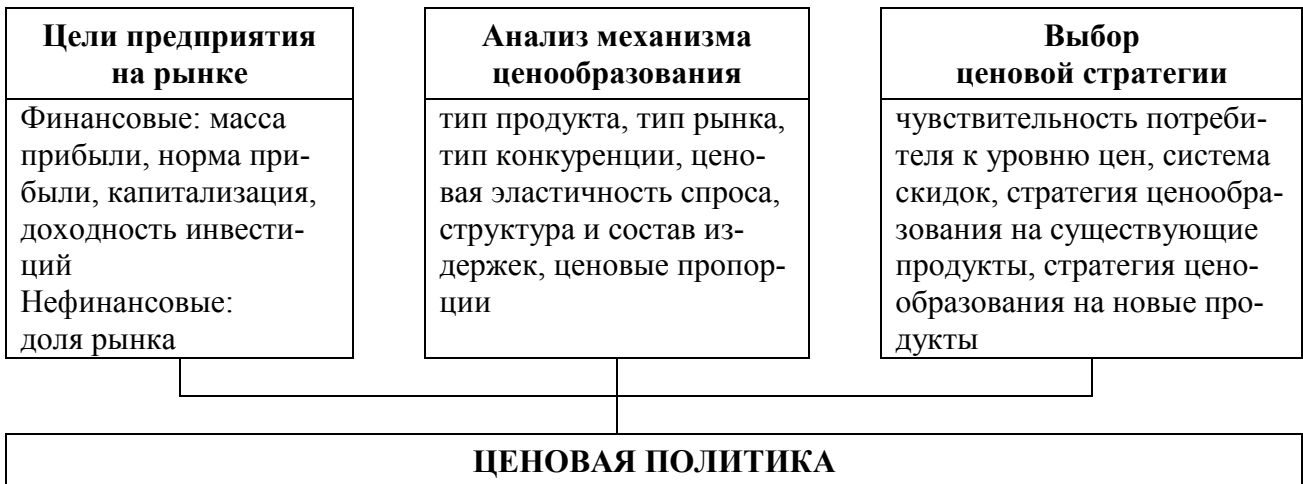 Цели предприятия
на рынке
Финансовые: масса
прибыли, норма при-
были, капитализация,
доходность инвести-
ций
Нефинансовые:
доля рынка
Анализ механизма
ценообразования
тип продукта, тип рынка,
тип конкуренции, цено-
вая эластичность спроса,
структура и состав из-
держек, ценовые пропор-
ции
Выбор
ценовой стратегии
чувствительность потреби-
теля к уровню цен, система
скидок, стратегия ценообра-
зования на существующие
продукты, стратегия цено-
образования на новые про-
дукты
ЦЕНОВАЯ ПОЛИТИКА